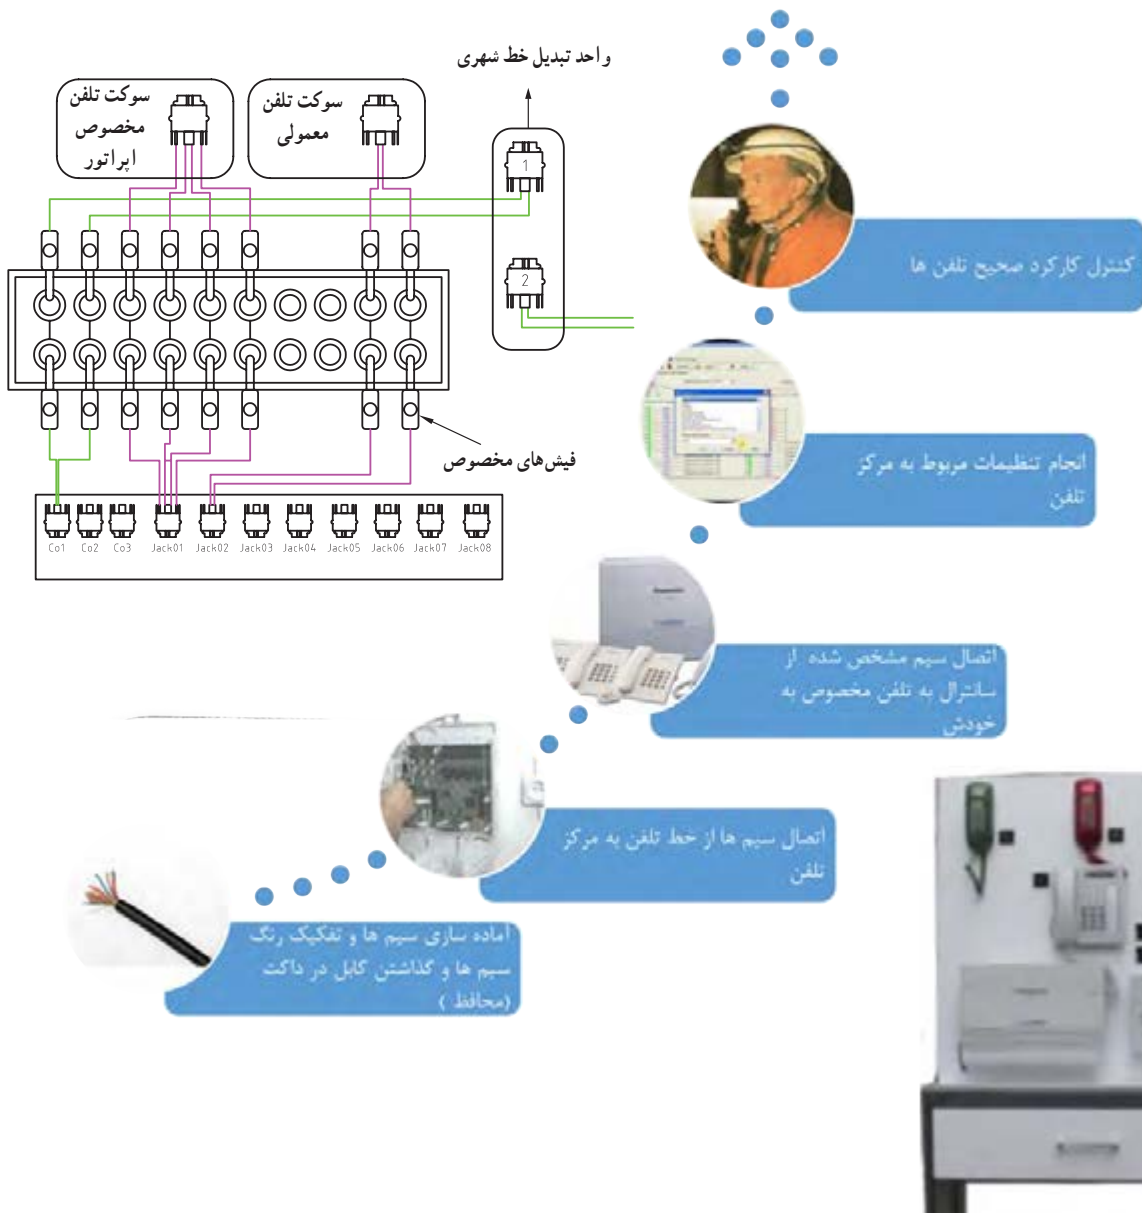 واحد تبدیل خط شهری
سوکت تلفن
مخصوص
اپراتور
سوکت تلفن
معمولی
1
2
فیش‌های مخصوص
Co1 Co2 Co3 Jack01 Jack02 Jack03 Jack04 Jack05 Jack06 Jack07 Jack08
کنترل کارکرد صحیح تلفن ها
انجام تنظیمات مربوط به مرکز
تلفن
اتصال سیم مشخص شده از
سانترال به تلفن مخصوص به
خودش
اتصال سیم ها از خط تلفن به مرکز
تلفن
آماده سازی سیم ها و تفکیک رنگ
سیم ها و گذاشتن کابل در داکت
(محافظ )